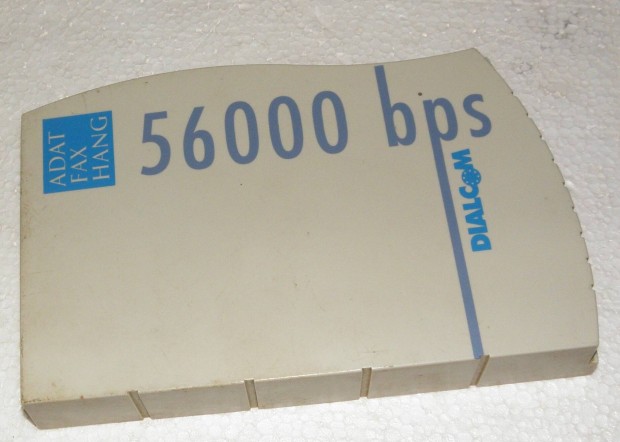 ADAT
FAX
HANG
56000 bps
DIALCOM